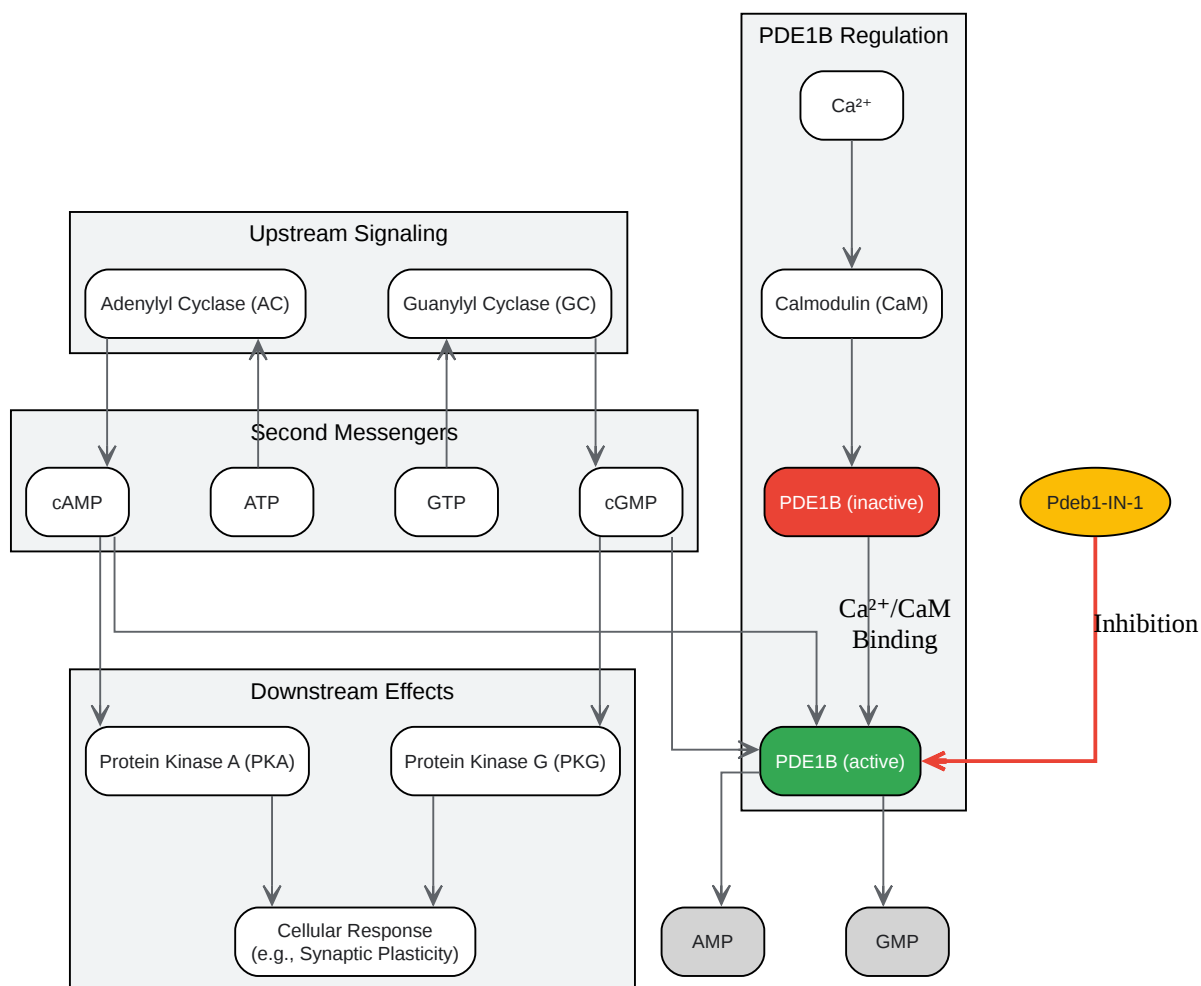 PDE1B Regulation
Ca²⁺
Upstream Signaling
Adenylyl Cyclase (AC)
Guanylyl Cyclase (GC)
Calmodulin (CaM)
Second Messengers
cAMP
ATP
GTP
cGMP
PDE1B (inactive)
Pdeb1-IN-1
Ca²⁺/CaM
Binding
Inhibition
Downstream Effects
Protein Kinase A (PKA)
Protein Kinase G (PKG)
PDE1B (active)
Cellular Response
(e.g., Synaptic Plasticity)
AMP
GMP